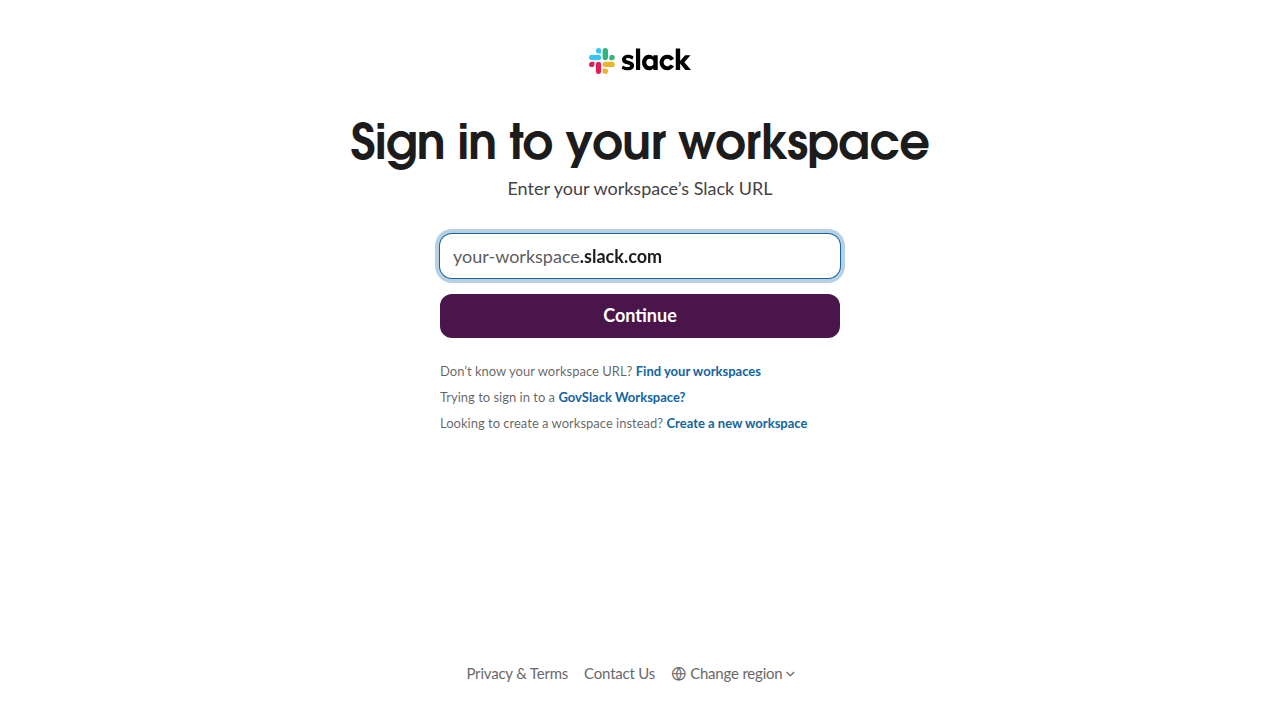 slack
Sign in to your workspace
Enter your workspace’s Slack URL
your-workspace.slack.com
Continue
Don’t know your workspace URL? Find your workspaces
Trying to sign in to a GovSlack Workspace?
Looking to create a workspace instead? Create a new workspace
Privacy & Terms Contact Us Change region